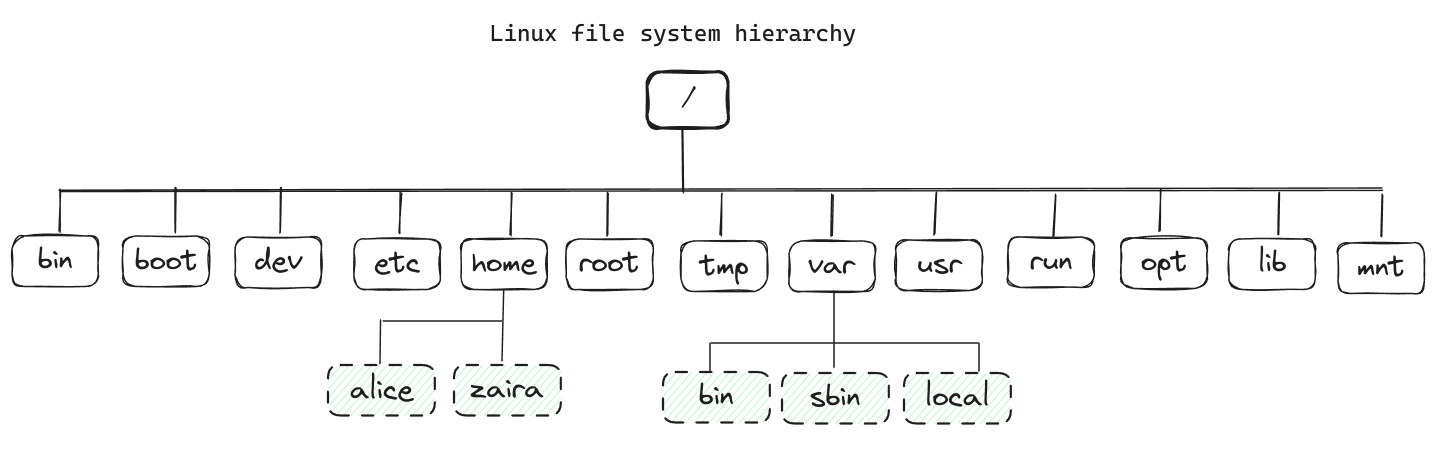 Linux file system hierarchy
/
bin boot dev etc home root tmp var usr run opt lib mnt
alice zaira bin sbin local